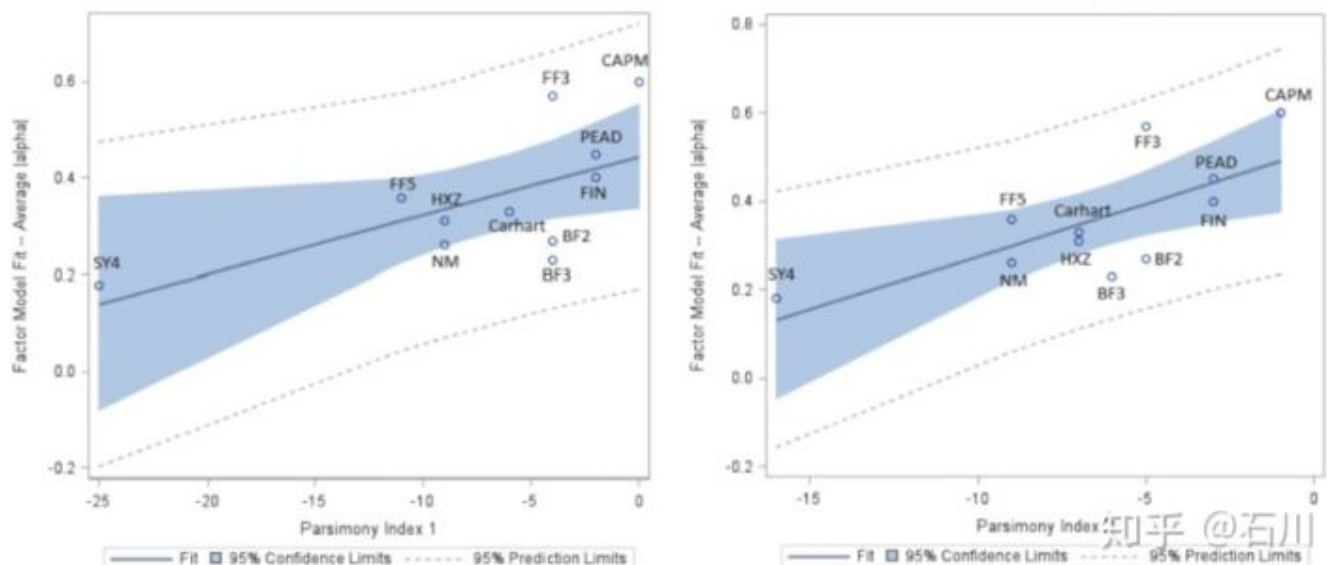 0.6
0.4
0.2
0.0
-0.2
Factor Model Fit -- Average |alpha|
CAPM
FF3
PEAD
FF5
HXZ
FIN
Carhart
NM
BF2
BF3
SY4
-25
-20
-15
-10
-5
0
Parsimony Index 1
Fit
95% Confidence Limits
95% Prediction Limits
0.8
0.6
0.4
0.2
0.0
-0.2
Factor Model Fit -- Average |alpha|
CAPM
FF3
PEAD
FF5
Carhart
FIN
HXZ
NM
BF2
BF3
SY4
-15
-10
-5
0
Parsimony Index
知乎 @石川
Fit
95% Confidence Limits
95% Prediction Limits